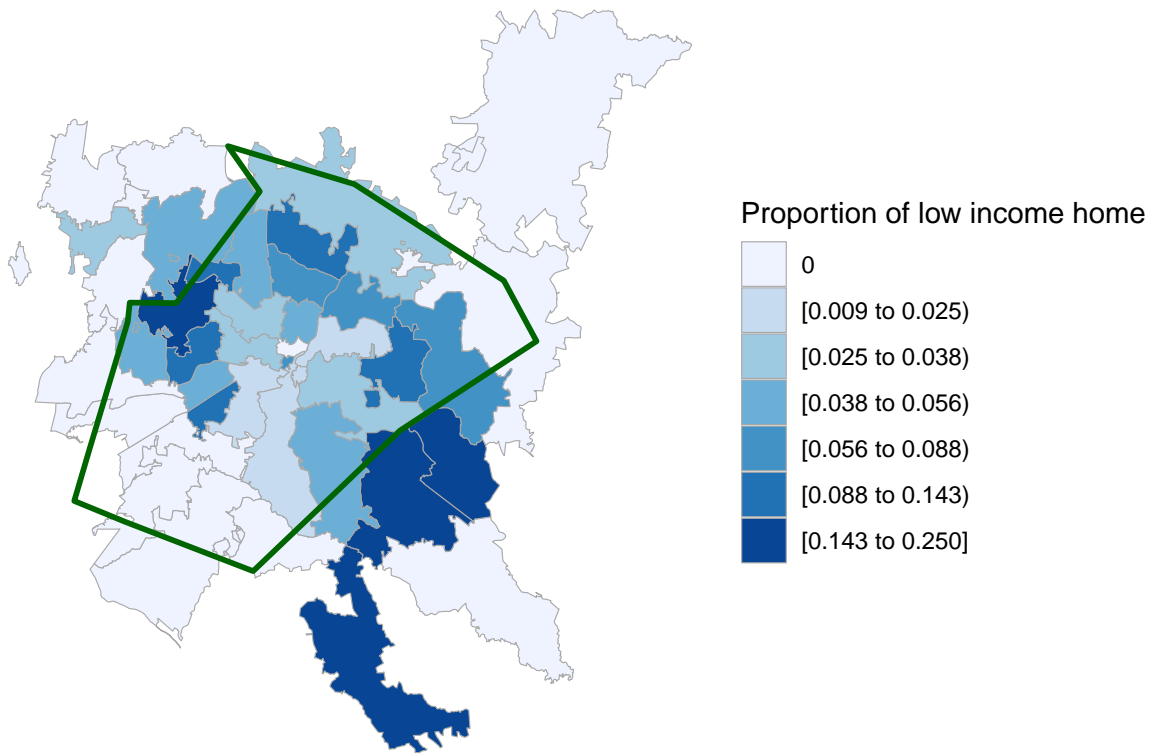 Proportion of low income home
0
[0.009 to 0.025)
[0.025 to 0.038)
[0.038 to 0.056)
[0.056 to 0.088)
[0.088 to 0.143)
[0.143 to 0.250]